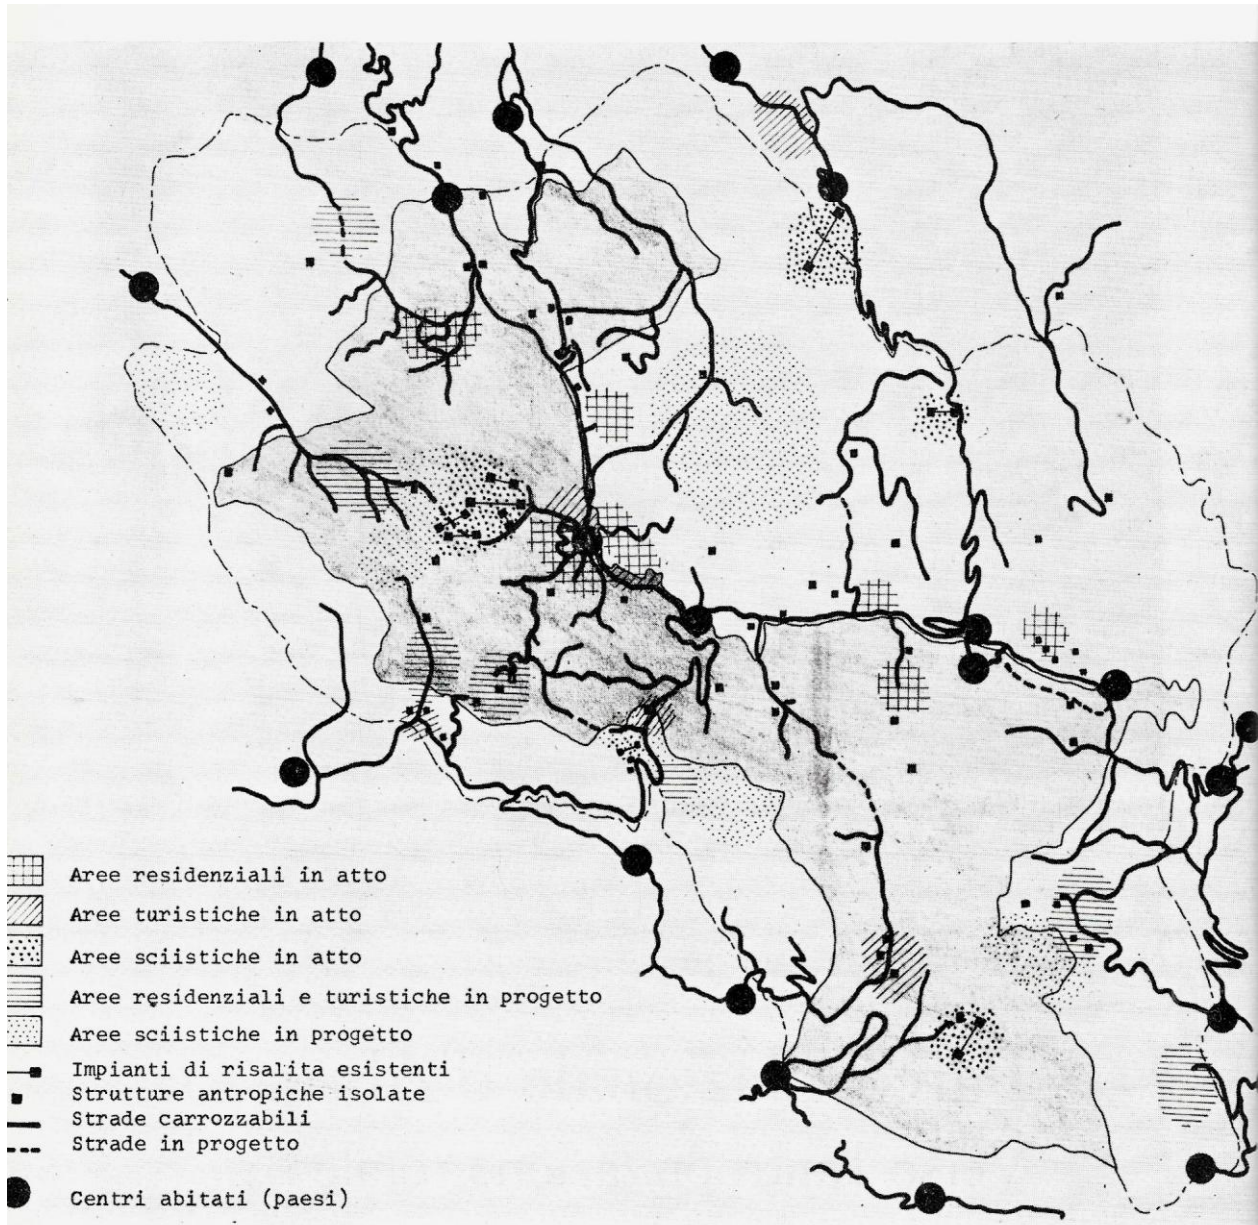 Aree residenziali in atto
Aree turistiche in atto
Aree sciistiche in atto
Aree residenziali e turistiche in progetto
Aree sciistiche in progetto
Impianti di risalita esistenti
Strutture antropiche isolate
Strade carrozzabili
Strade in progetto
Centri abitati (paesi)